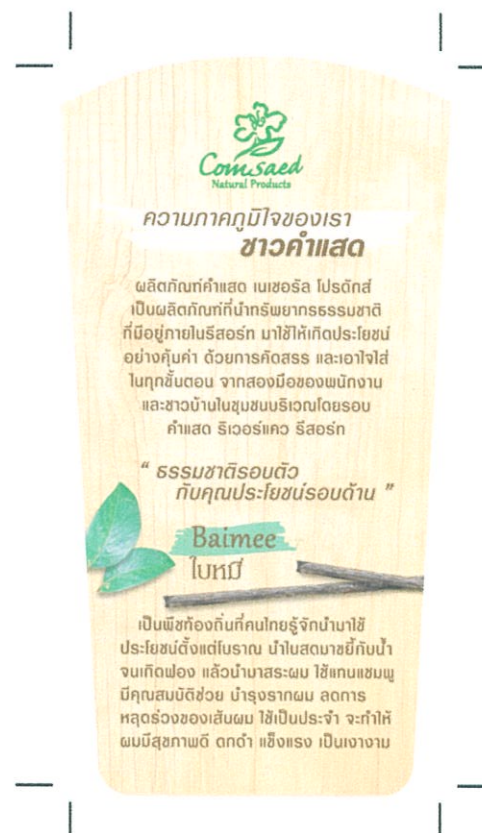 Comsaed
Natural Products
ความภาคภูมิใจของเรา
ชาวคำแสด
ผลิตภัณฑ์คำแสด เนเชอรัล โปรดักส์
เป็นผลิตภัณฑ์ที่นำทรัพยากรธรรมชาติ
ที่มีอยู่ภายในรีสอร์ท มาใช้ให้เกิดประโยชน์
อย่างคุ้มค่า ด้วยการคัดสรร และเอาใจใส่
ในทุกขั้นตอน จากสองมือของพนักงาน
และชาวบ้านในชุมชนบริเวณโดยรอบ
คำแสด ริเวอร์แคว รีสอร์ท
“ ธรรมชาติรอบตัว
กับคุณประโยชน์รอบด้าน ”
Baimee
ใบหมี่
เป็นพืชท้องถิ่นที่คนไทยรู้จักนำมาใช้
ประโยชน์ตั้งแต่โบราณ นำใบสดมาขยี้กับน้ำ
จนเกิดฟอง แล้วนำมาสระผม ใช้แทนแชมพู
มีคุณสมบัติช่วย บำรุงรากผม ลดการ
หลุดร่วงของเส้นผม ใช้เป็นประจำ จะทำให้
ผมมีสุขภาพดี ดกดำ แข็งแรง เป็นเงางาม